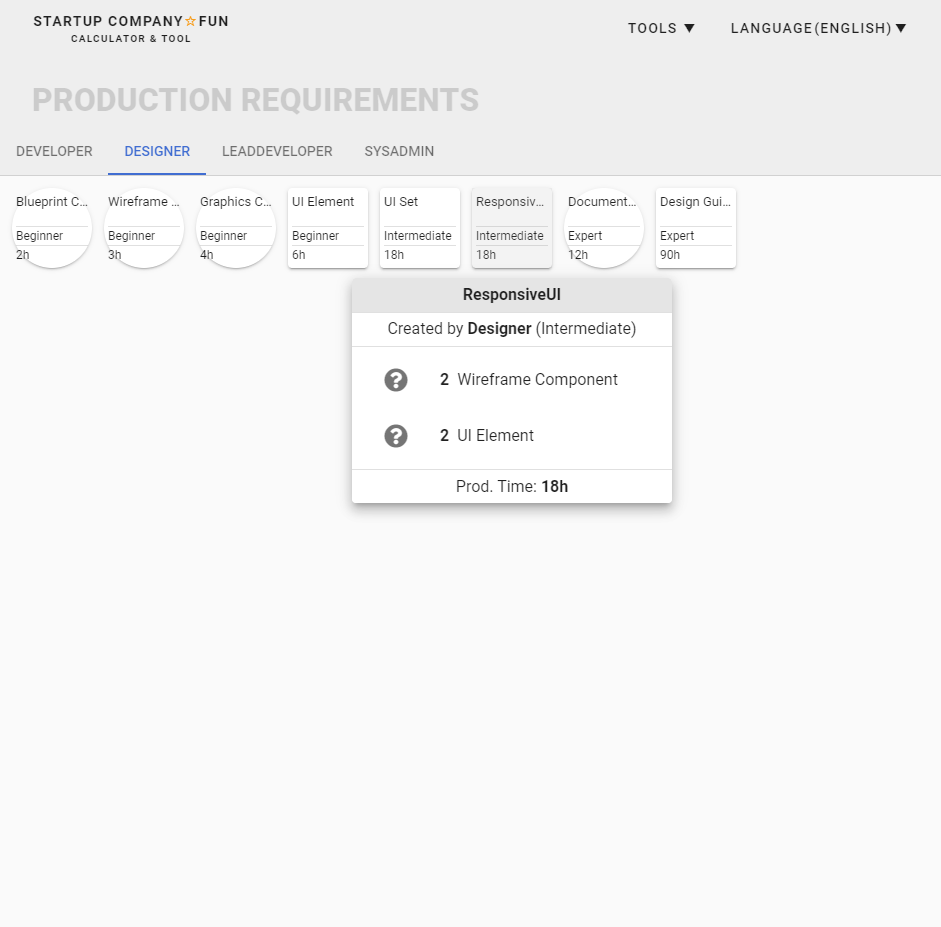 STARTUP COMPANY☆FUN
CALCULATOR & TOOL
TOOLS ▼
LANGUAGE(ENGLISH) ▼
PRODUCTION REQUIREMENTS
DEVELOPER DESIGNER LEADDEVELOPER SYSADMIN
Blueprint C...
Beginner
2h
Wireframe ...
Beginner
3h
Graphics C...
Beginner
4h
UI Element
Beginner
6h
UI Set
Intermediate
18h
Responsiv...
Intermediate
18h
Document...
Expert
12h
Design Gui...
Expert
90h
ResponsiveUI
Created by Designer (Intermediate)
? 2 Wireframe Component
? 2 UI Element
Prod. Time: 18h